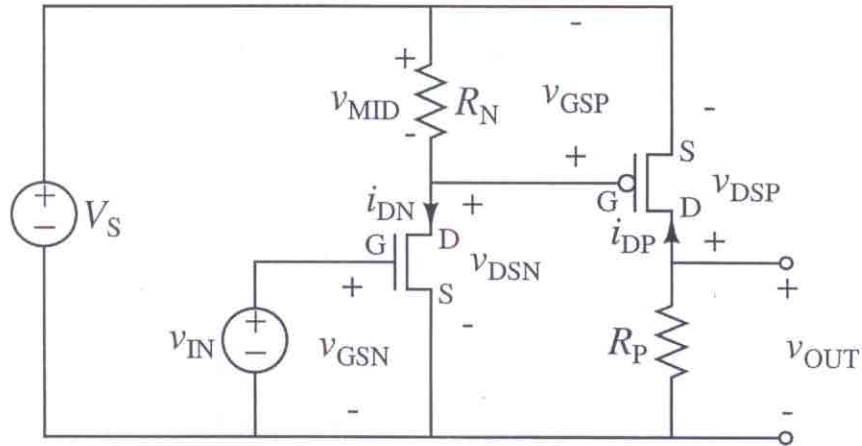 +
-
+
v_MID
R_N
v_GSP
-
-
+
S
G
D
v_DSP
+
V_S
-
i_DN
+
i_DP
+
G
D
v_DSN
+
S
+
-
+
v_IN
-
v_GSN
R_P
v_OUT
-
-